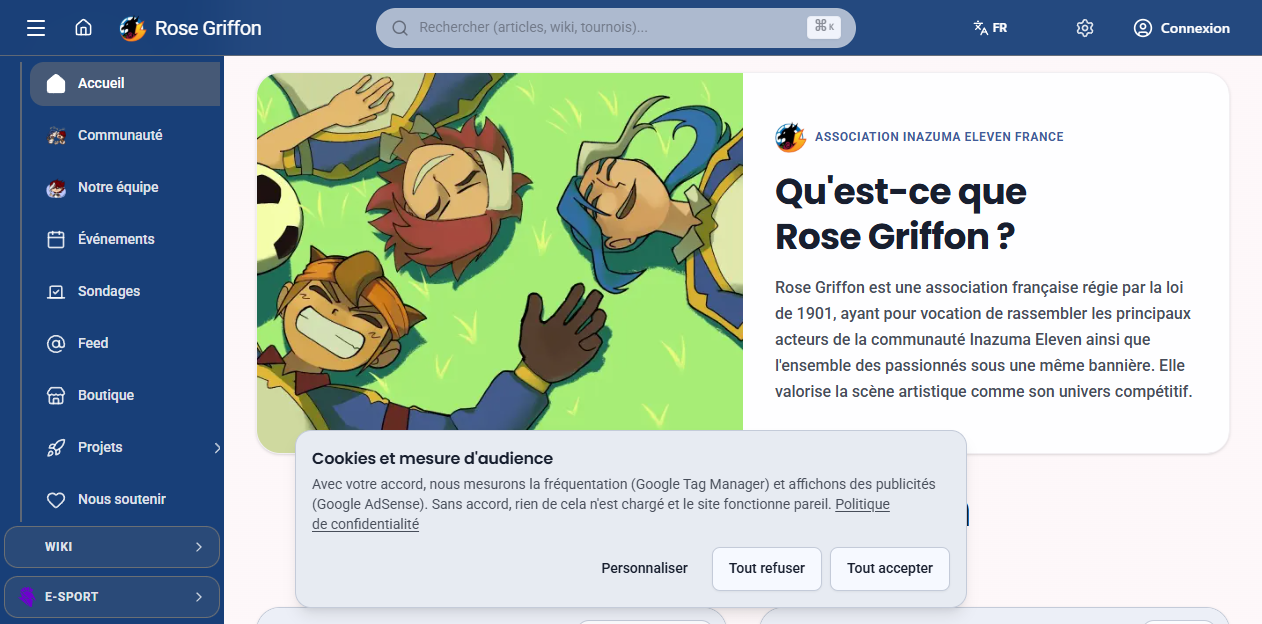 Rose Griffon
Rechercher (articles, wiki, tournois)...
⌘K
FR
Connexion
Accueil
Communauté
Notre équipe
Événements
Sondages
Feed
Boutique
Projets
Nous soutenir
WIKI
E-SPORT
ASSOCIATION INAZUMA ELEVEN FRANCE
Qu'est-ce que
Rose Griffon ?
Rose Griffon est une association française régie par la loi
de 1901, ayant pour vocation de rassembler les principaux
acteurs de la communauté Inazuma Eleven ainsi que
l'ensemble des passionnés sous une même bannière. Elle
valorise la scène artistique comme son univers compétitif.
Cookies et mesure d'audience
Avec votre accord, nous mesurons la fréquentation (Google Tag Manager) et affichons des publicités
(Google AdSense). Sans accord, rien de cela n'est chargé et le site fonctionne pareil. Politique
de confidentialité
Personnaliser
Tout refuser
Tout accepter